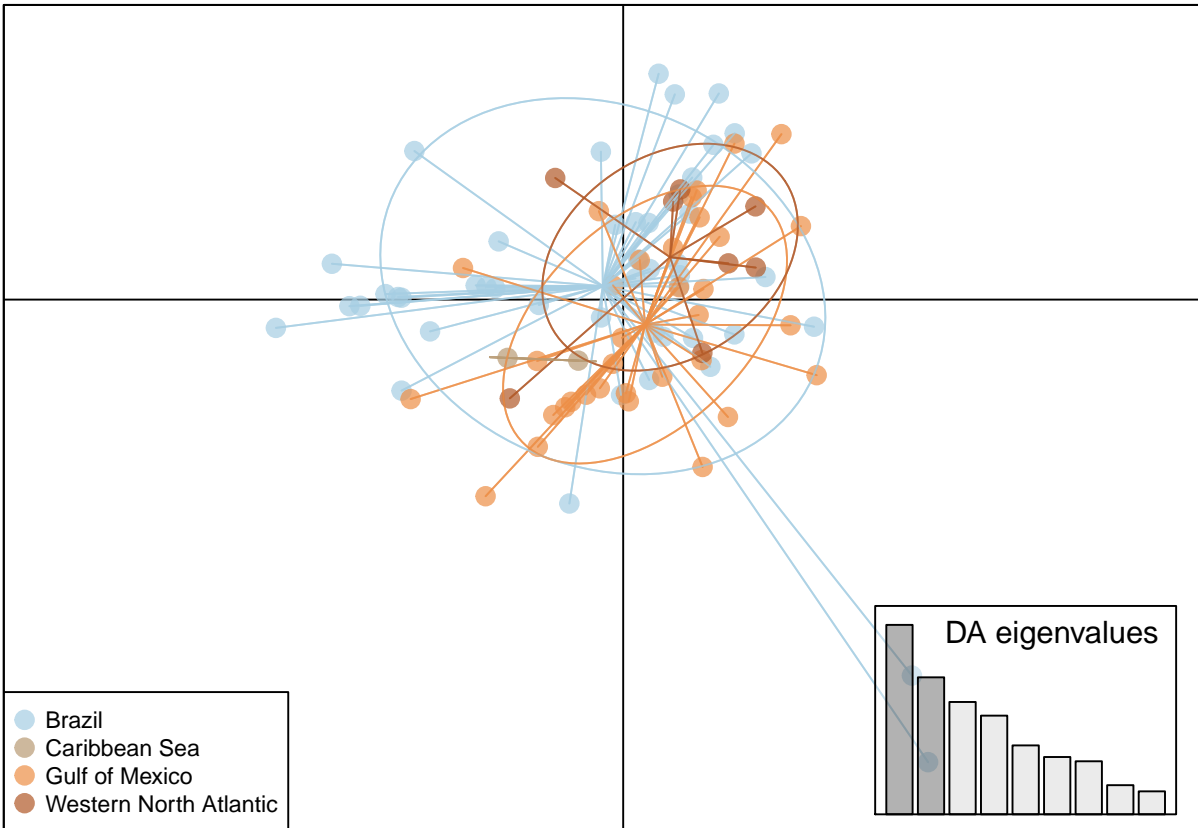 DA eigenvalues
Brazil
Caribbean Sea
Gulf of Mexico
Western North Atlantic